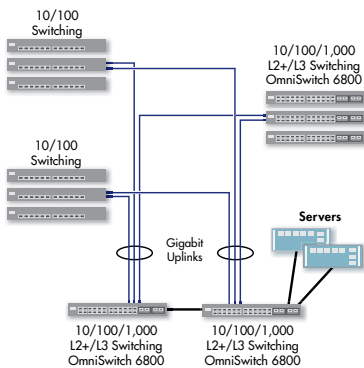 10/100
Switching
10/100/1,000
L2+/L3 Switching
OmniSwitch 6800
10/100
Switching
Servers
Gigabit
Uplinks
10/100/1,000
L2+/L3 Switching
OmniSwitch 6800
10/100/1,000
L2+/L3 Switching
OmniSwitch 6800